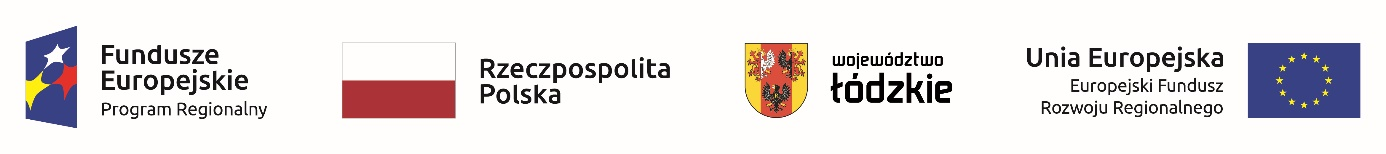 Fundusze
Europejskie
Program Regionalny
Rzeczpospolita
Polska
województwo
łódzkie
Unia Europejska
Europejski Fundusz
Rozwoju Regionalnego